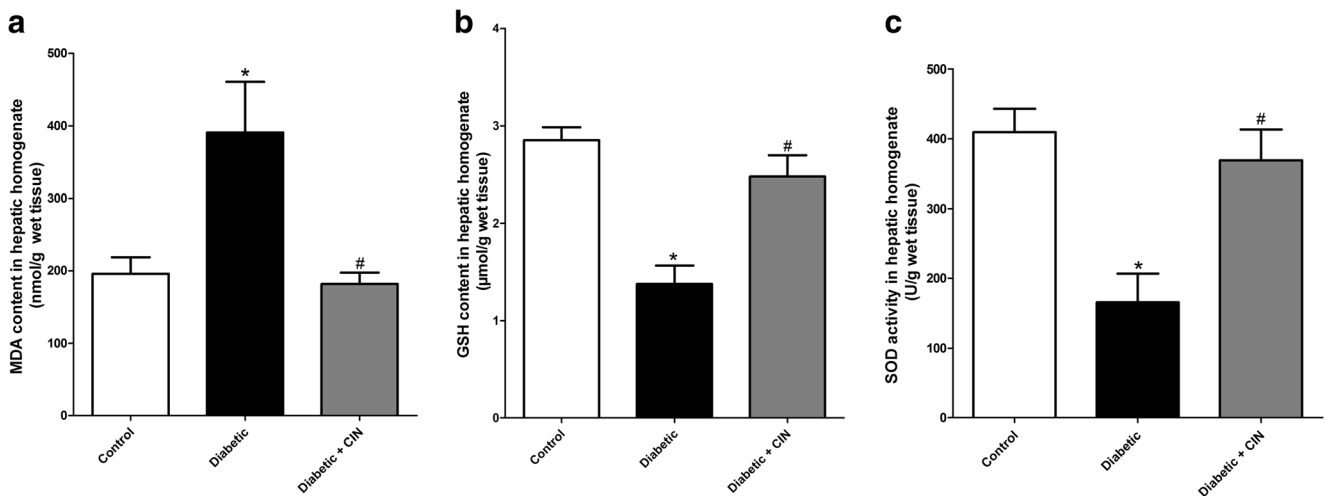 a
MDA content in hepatic homogenate
(nmol/g wet tissue)
500
400
300
200
100
0
*
#
Control
Diabetic
Diabetic + CIN
b
GSH content in hepatic homogenate
(µmol/g wet tissue)
4
3
2
1
0
*
#
Control
Diabetic
Diabetic + CIN
c
SOD activity in hepatic homogenate
(U/g wet tissue)
500
400
300
200
100
0
*
#
Control
Diabetic
Diabetic + CIN